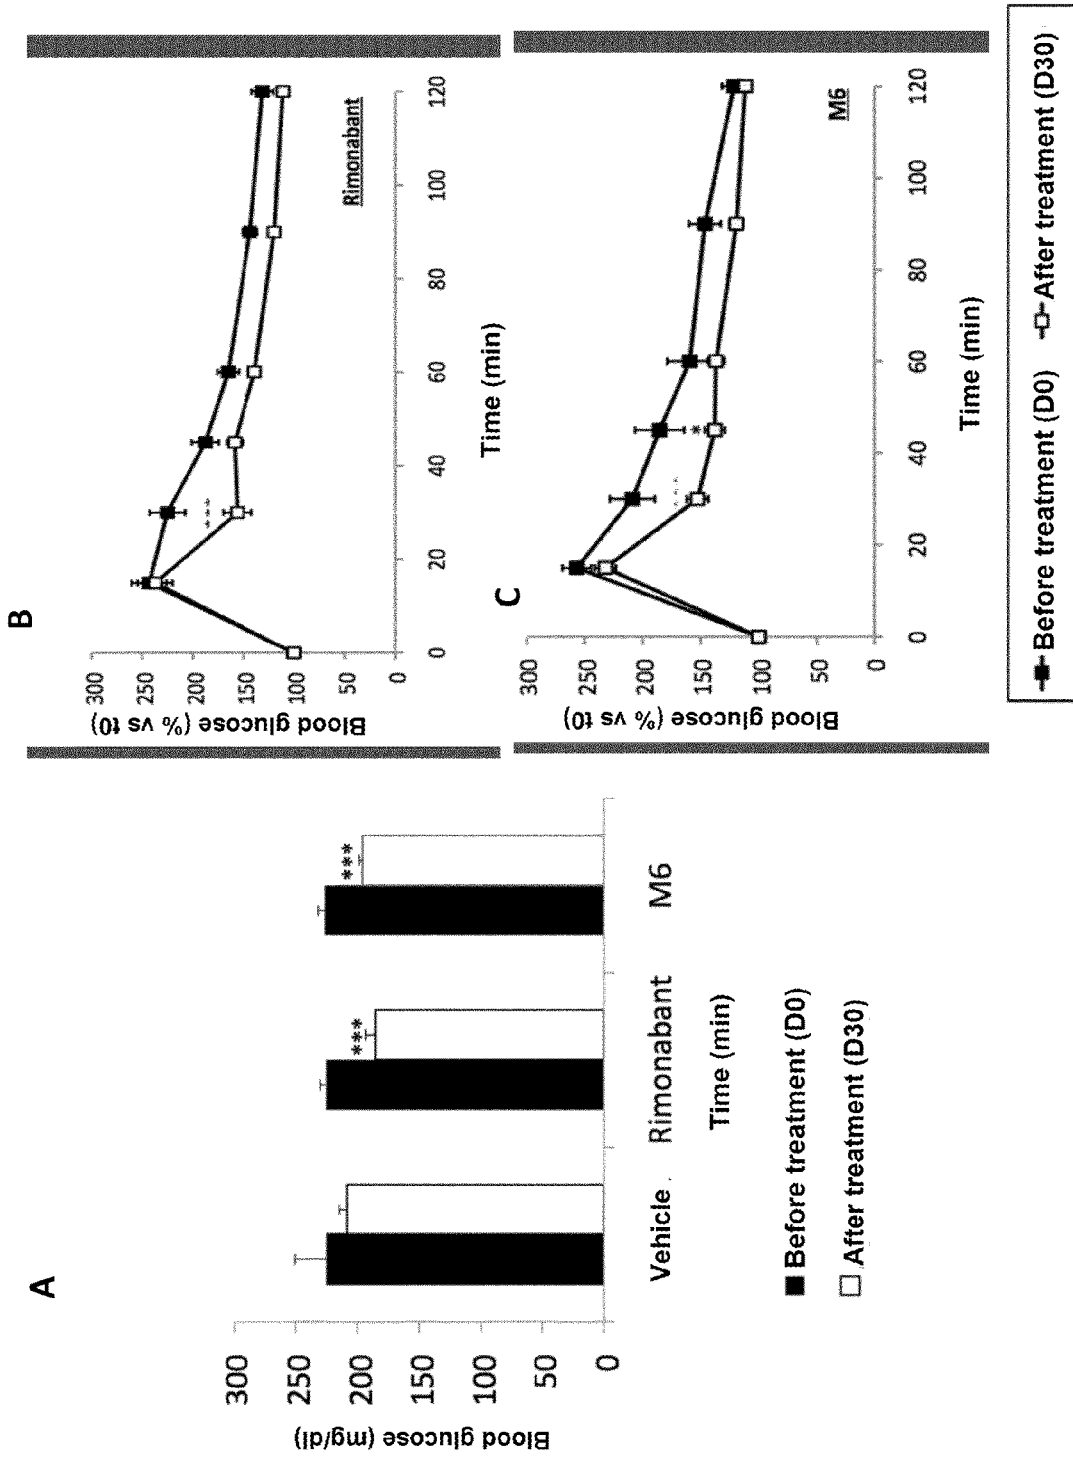 A
300
250
200
150
100
50
0
Blood glucose (mg/dl)
***
***
Vehicle
Rimonabant
M6
Time (min)
Before treatment (D0)
After treatment (D30)
B
300
250
200
150
100
50
0
Blood glucose (% vs t0)
***
Rimonabant
0
20
40
60
80
100
120
Time (min)
C
300
250
200
150
100
50
0
Blood glucose (% vs t0)
*
M6
0
20
40
60
80
100
120
Time (min)
Before treatment (D0)
After treatment (D30)